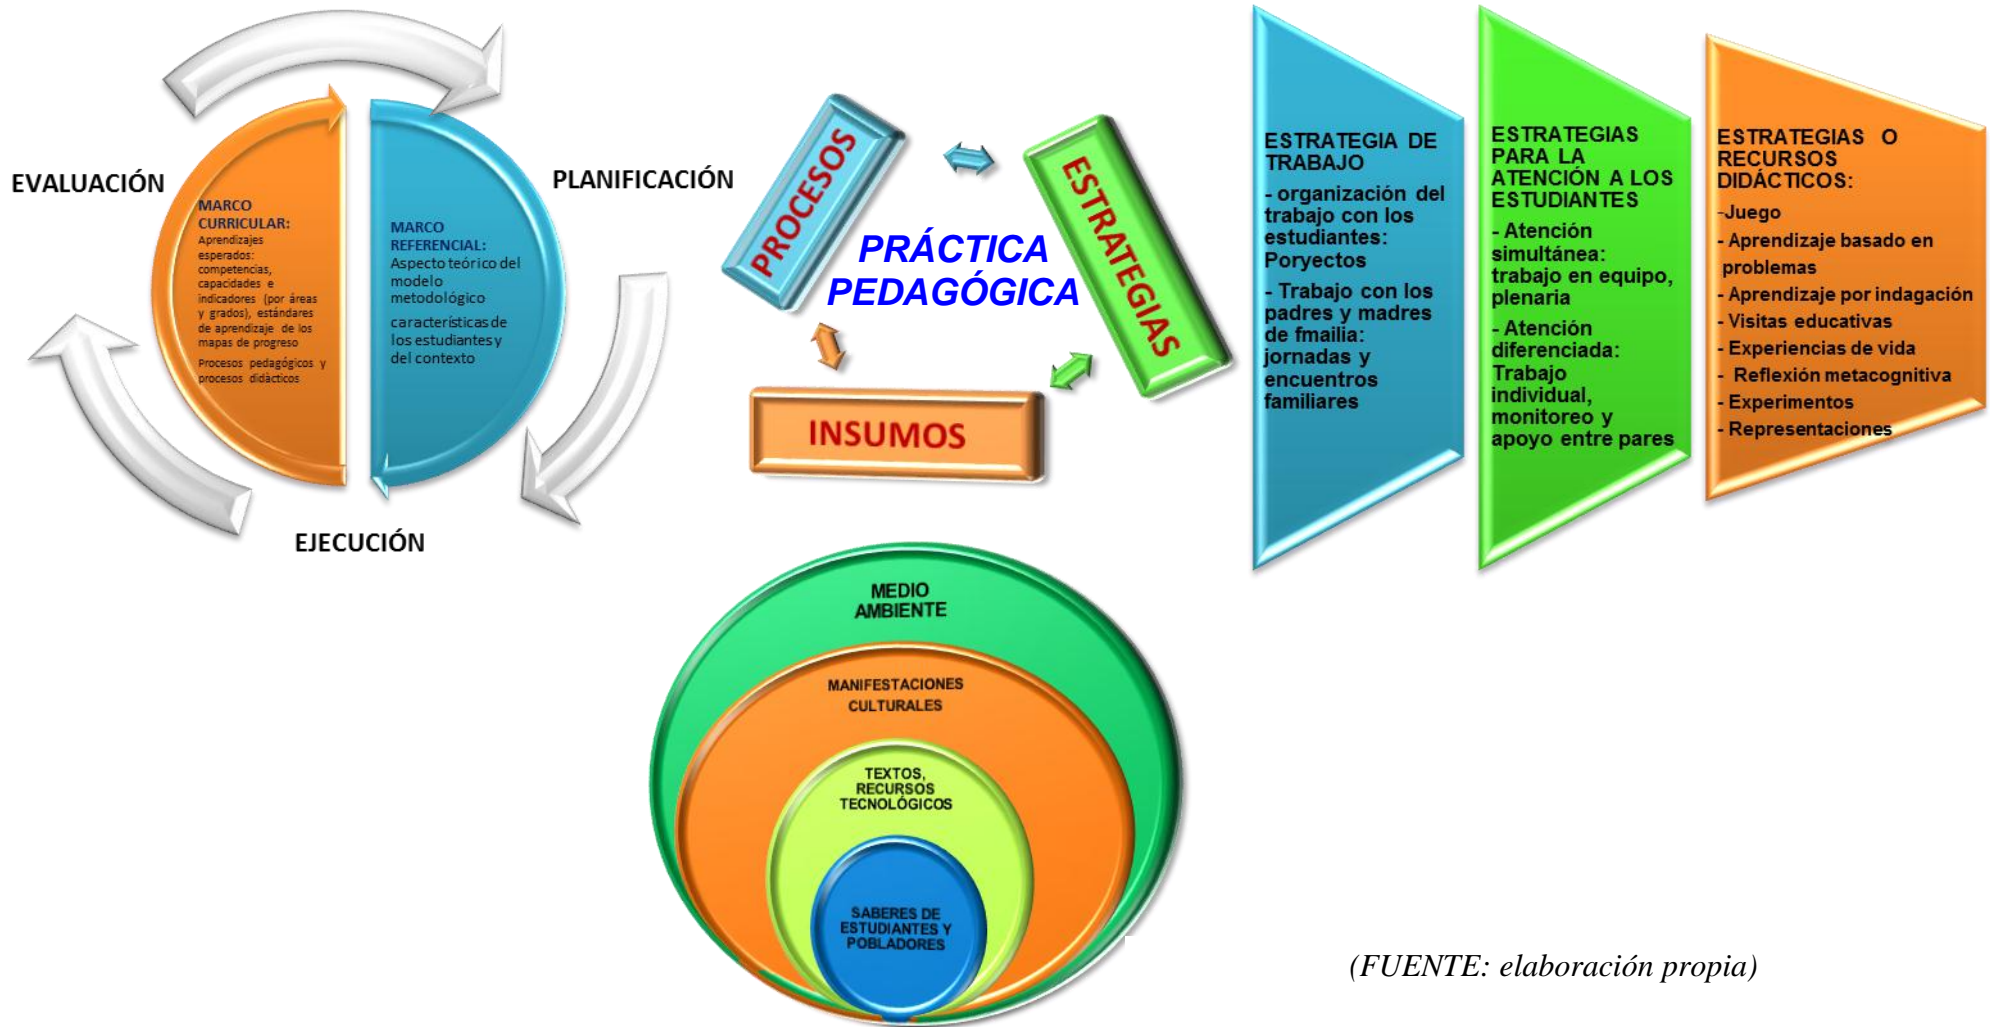 EVALUACIÓN
MARCO
CURRICULAR:
Aprendizajes
esperados:
competencias,
capacidades e
indicadores (por áreas
y grados), estándares
de aprendizaje de los
mapas de progreso
Procesos pedagógicos y
procesos didàcticos
MARCO
REFERENCIAL:
Aspecto teórico del
modelo
metodológico
características de
los estudiantes y
del contexto
PLANIFICACIÓN
EJECUCIÓN
PROCESOS
ESTRATEGIAS
PRÁCTICA
PEDAGÓGICA
INSUMOS
ESTRATEGIA DE
TRABAJO
- organización del
trabajo con los
estudiantes:
Poryectos
- Trabajo con los
padres y madres
de fmailia:
jornadas y
encuentros
familiares
ESTRATEGIAS
PARA LA
ATENCIÓN A LOS
ESTUDIANTES
- Atención
simultánea:
trabajo en equipo,
plenaria
- Atención
diferenciada:
Trabajo
individual,
monitoreo y
apoyo entre pares
ESTRATEGIAS O
RECURSOS
DIDÁCTICOS:
-Juego
- Aprendizaje basado en
problemas
- Aprendizaje por indagación
- Visitas educativas
- Experiencias de vida
- Reflexión metacognitiva
- Experimentos
- Representaciones
MEDIO
AMBIENTE
MANIFESTACIONES
CULTURALES
TEXTOS,
RECURSOS
TECNOLÓGICOS
SABERES DE
ESTUDIANTES Y
POBLADORES
(FUENTE: elaboración propia)